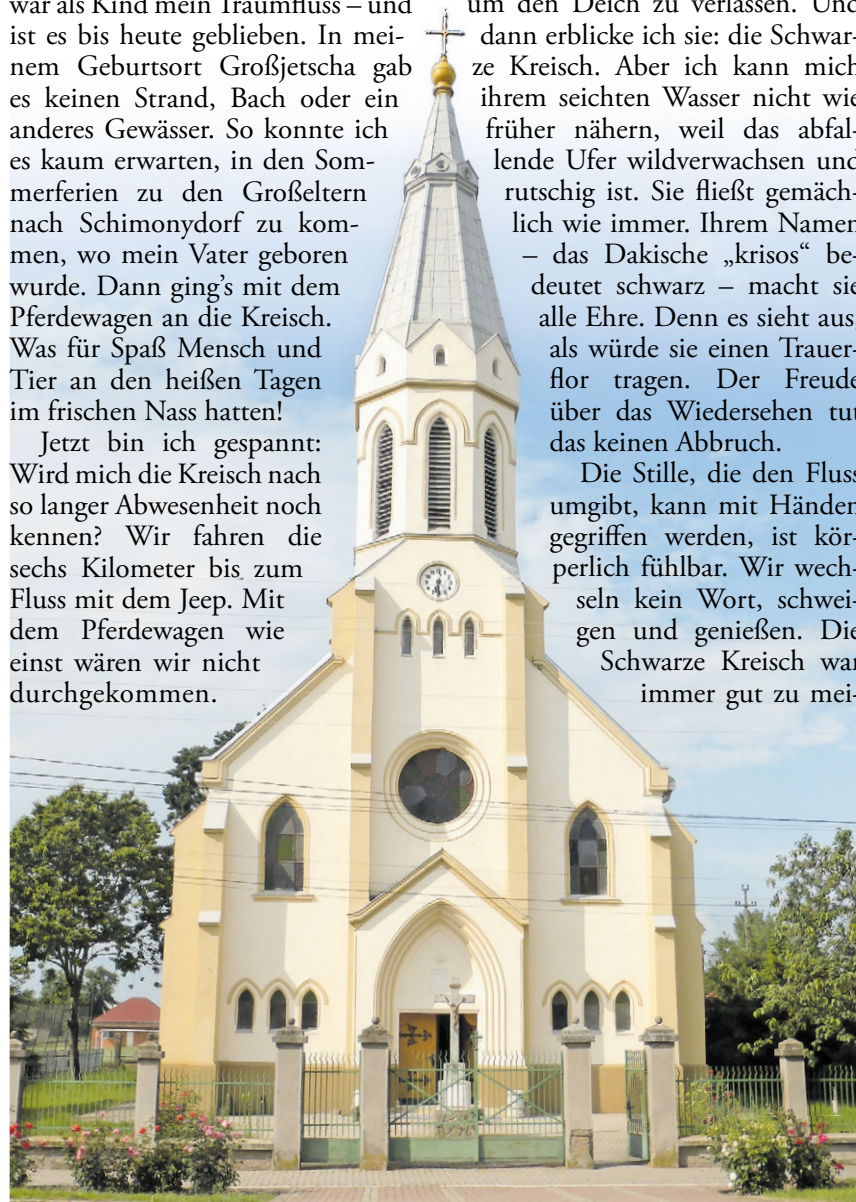 war als Kind mein Traumfluss – und
ist es bis heute geblieben. In mei-
nem Geburtsort Großjetscha gab
es keinen Strand, Bach oder ein
anderes Gewässer. So konnte ich
es kaum erwarten, in den Som-
merferien zu den Großeltern
nach Schimonydorf zu kom-
men, wo mein Vater geboren
wurde. Dann ging’s mit dem
Pferdewagen an die Kreisch.
Was für Spaß Mensch und
Tier an den heißen Tagen
im frischen Nass hatten!
Jetzt bin ich gespannt:
Wird mich die Kreisch nach
so langer Abwesenheit noch
kennen? Wir fahren die
sechs Kilometer bis zum
Fluss mit dem Jeep. Mit
dem Pferdewagen wie
einst wären wir nicht
durchgekommen.
um den Deich zu verlassen. Und
dann erblicke ich sie: die Schwar-
ze Kreisch. Aber ich kann mich
ihrem seichten Wasser nicht wie
früher nähern, weil das abfal-
lende Ufer wildverwachsen und
rutschig ist. Sie fließt gemäch-
lich wie immer. Ihrem Namen
– das Dakische „krisos“ be-
deutet schwarz – macht sie
alle Ehre. Denn es sieht aus
als würde sie einen Trauer-
flor tragen. Der Freude
über das Wiedersehen tut
das keinen Abbruch.
Die Stille, die den Fluss
umgibt, kann mit Händen
gegriffen werden, ist kör-
perlich fühlbar. Wir wech-
seln kein Wort, schwei-
gen und genießen. Die
Schwarze Kreisch war
immer gut zu mei-